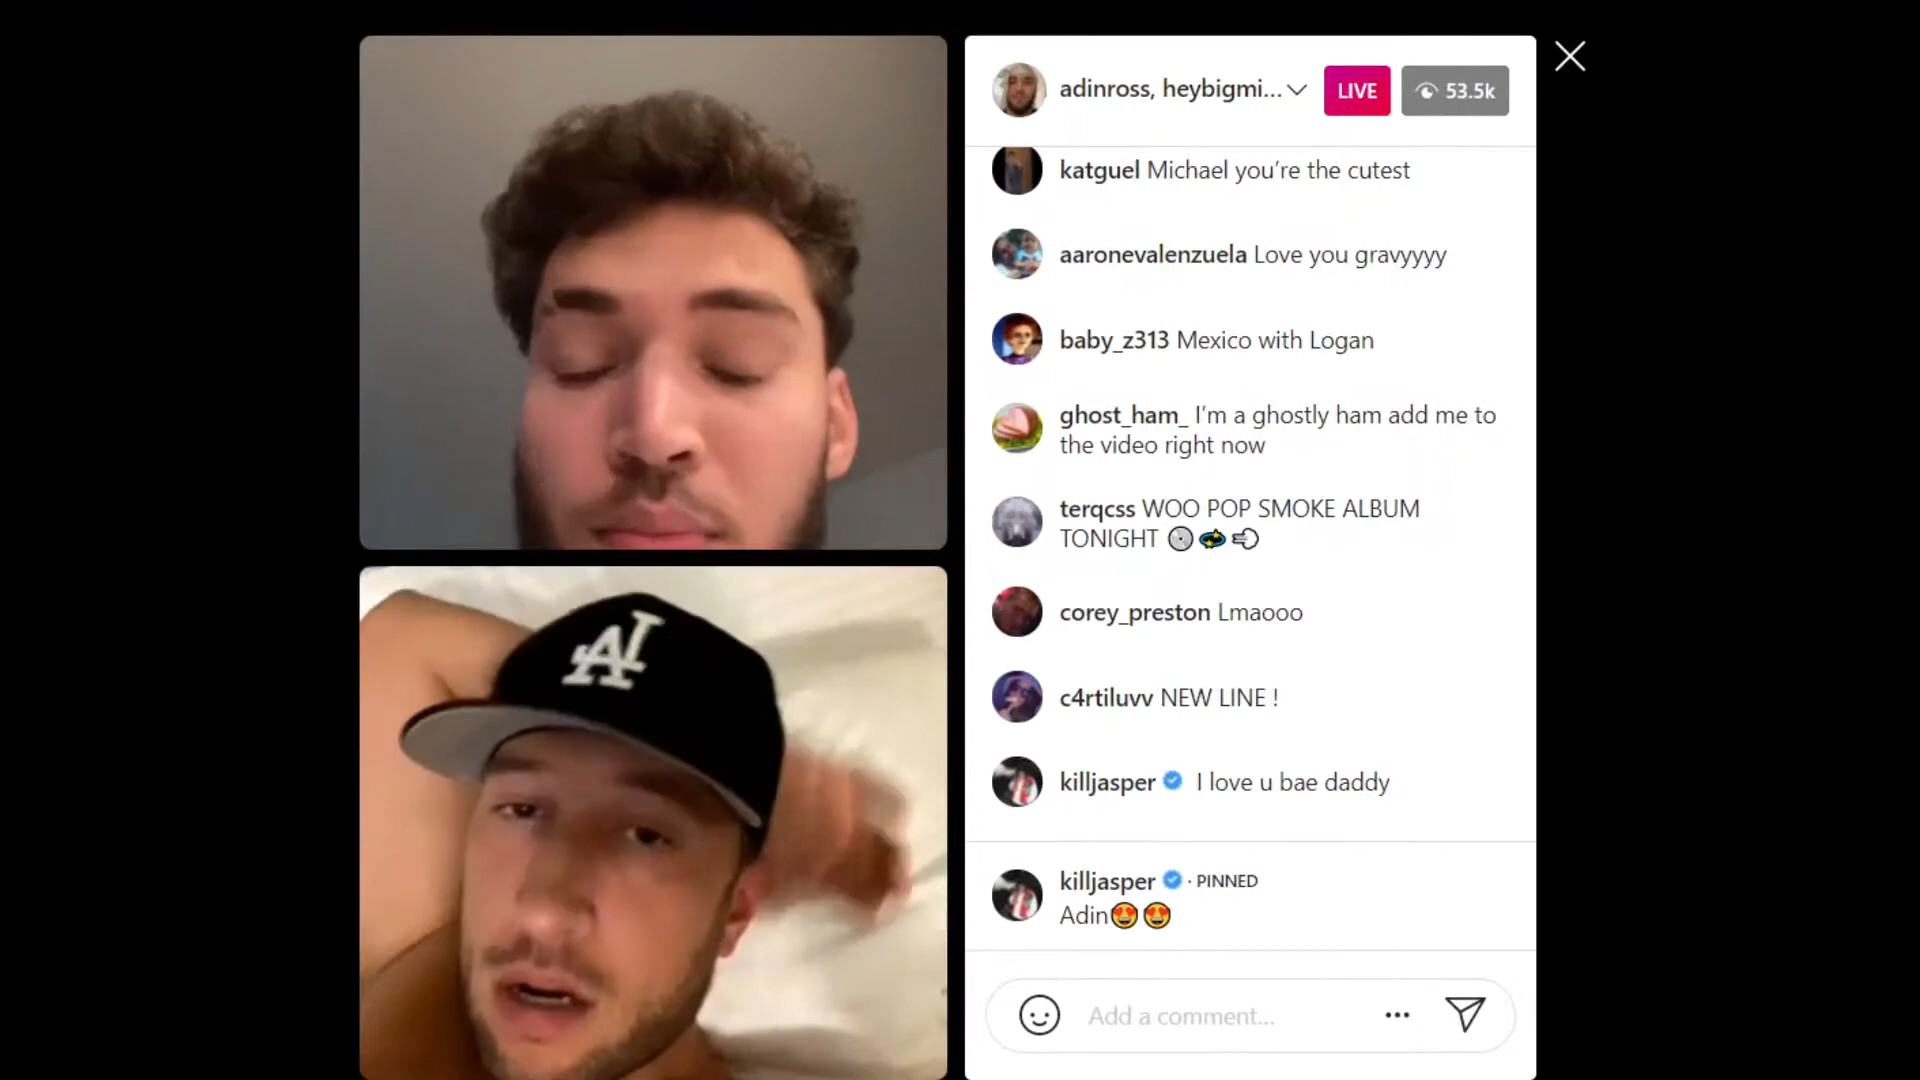 adinross, heybigmi...
LIVE
53.5k
katguel Michael you’re the cutest
aaronevalenzuela Love you gravyyyy
baby_z313 Mexico with Logan
ghost_ham_ I’m a ghostly ham add me to
the video right now
terqcss WOO POP SMOKE ALBUM
TONIGHT 💿💫💨
corey_preston Lmaooo
c4rtiluvv NEW LINE !
killjasper I love u bae daddy
killjasper · PINNED
Adin😍😍
Add a comment...
LA